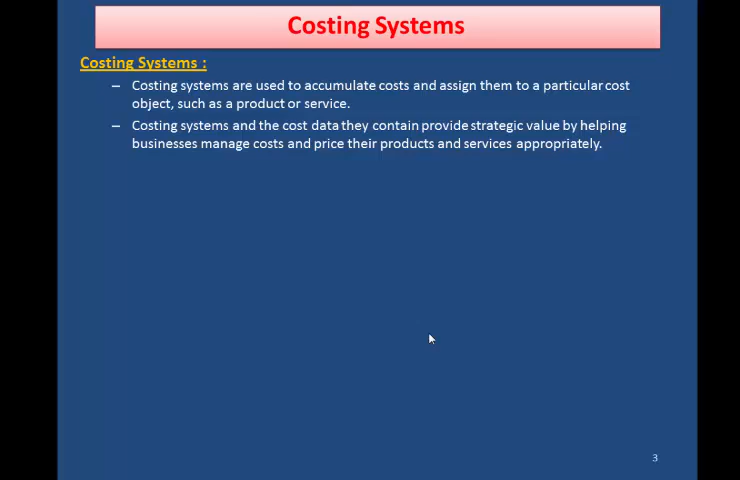 Costing Systems
Costing Systems :
– Costing systems are used to accumulate costs and assign them to a particular cost
object, such as a product or service.
– Costing systems and the cost data they contain provide strategic value by helping
businesses manage costs and price their products and services appropriately.
3